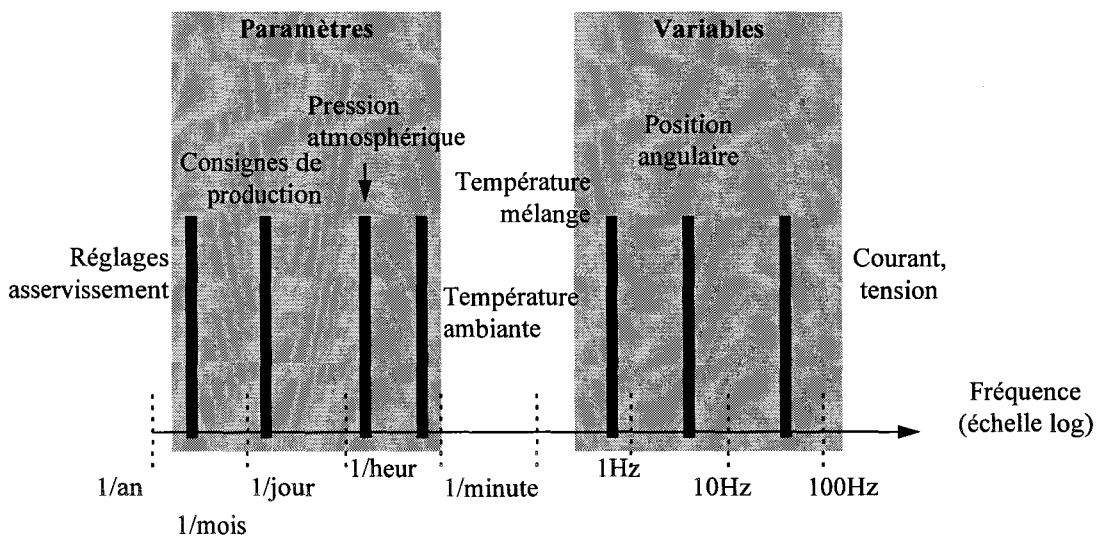 Paramètres
Variables
Pression
atmosphérique
Position
angulaire
Consignes de
production
Température
mélange
Réglages
asservissement
Température
ambiante
Courant,
tension
Fréquence
(échelle log)
1/an
1/mois
1/jour
1/heur
1/minute
1Hz
10Hz
100Hz